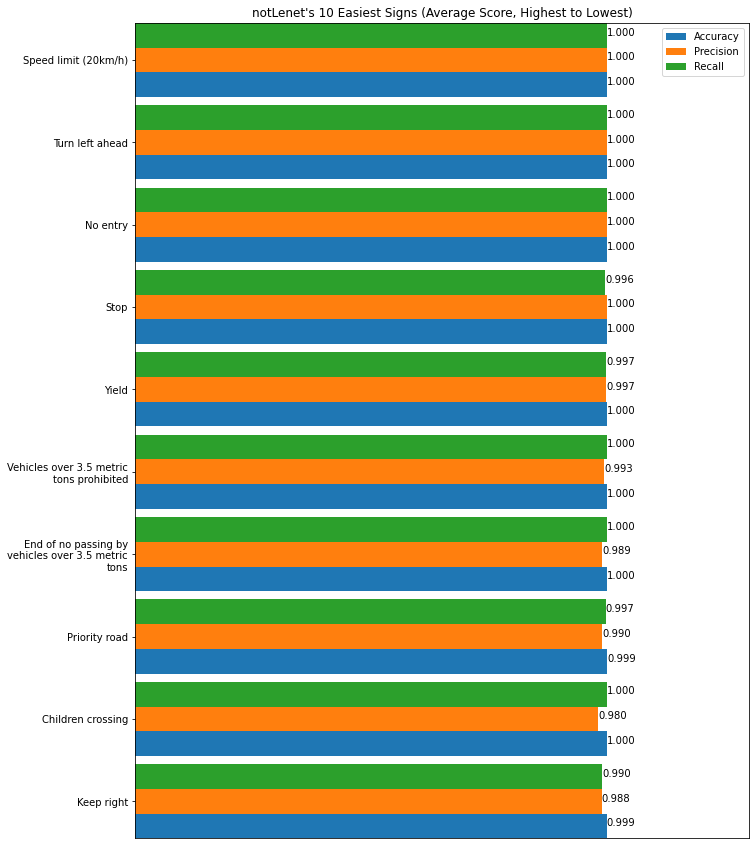 notLenet's 10 Easiest Signs (Average Score, Highest to Lowest)
Accuracy
Precision
Recall
Speed limit (20km/h)
1.000
1.000
1.000
Turn left ahead
1.000
1.000
1.000
No entry
1.000
1.000
1.000
Stop
0.996
1.000
1.000
Yield
0.997
0.997
1.000
Vehicles over 3.5 metric
tons prohibited
1.000
0.993
1.000
End of no passing by
vehicles over 3.5 metric
tons
1.000
0.989
1.000
Priority road
0.997
0.990
0.999
Children crossing
1.000
0.980
1.000
Keep right
0.990
0.988
0.999